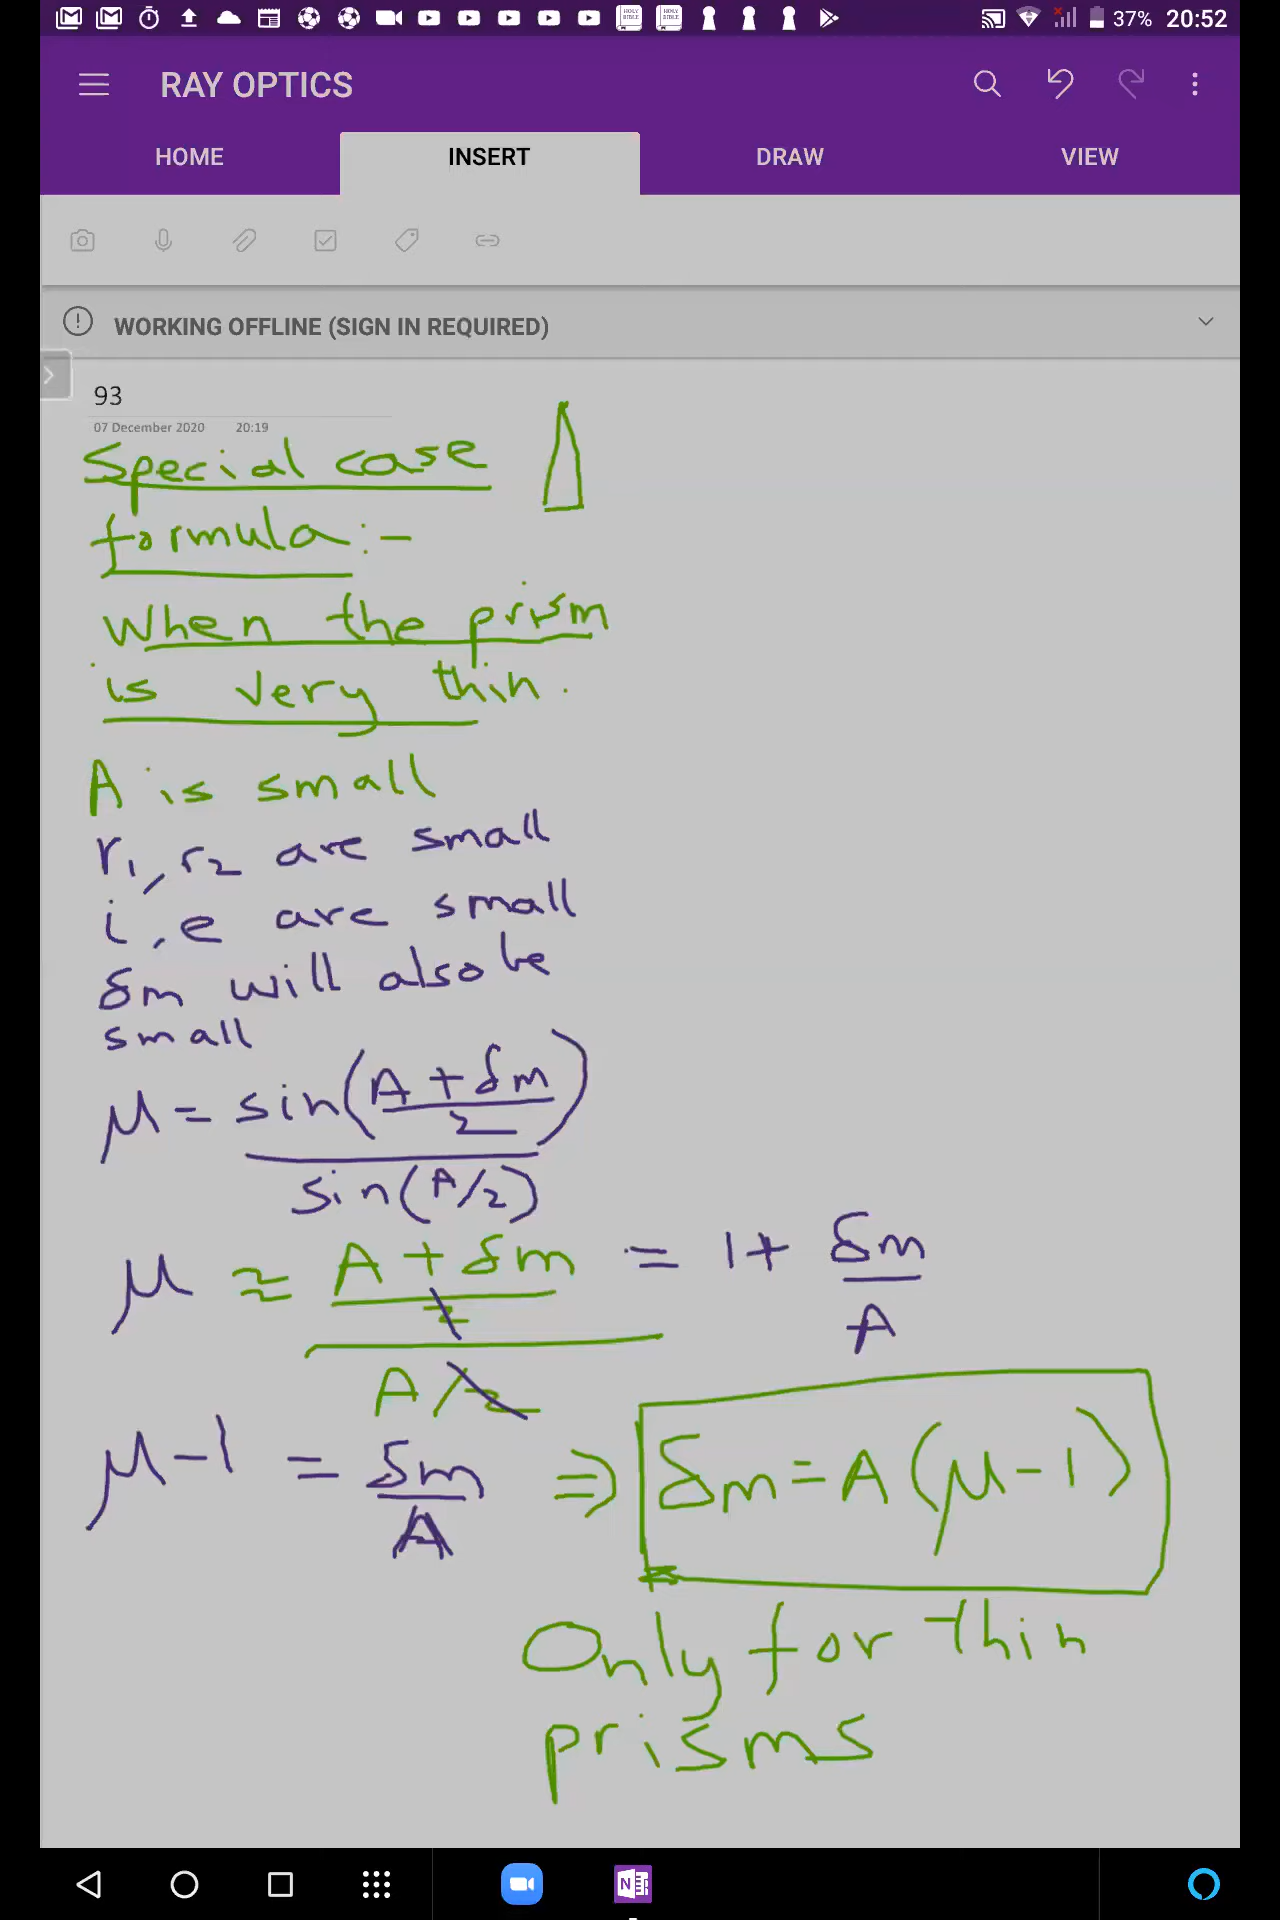 37% 20:52
RAY OPTICS
HOME INSERT DRAW VIEW
WORKING OFFLINE (SIGN IN REQUIRED)
93
07 December 2020 20:19
Special case
formula:-
When the prism
is very thin.
A is small
r₁, r₂ are small
i, e are small
δm will also be
small
μ = sin((A + δm)/2) / sin(A/2)
μ ≈ ((A + δm)/2) / (A/2) = 1 + δm/A
μ-1 = δm/A ⇒ δm = A(μ-1)
Only for thin
prisms